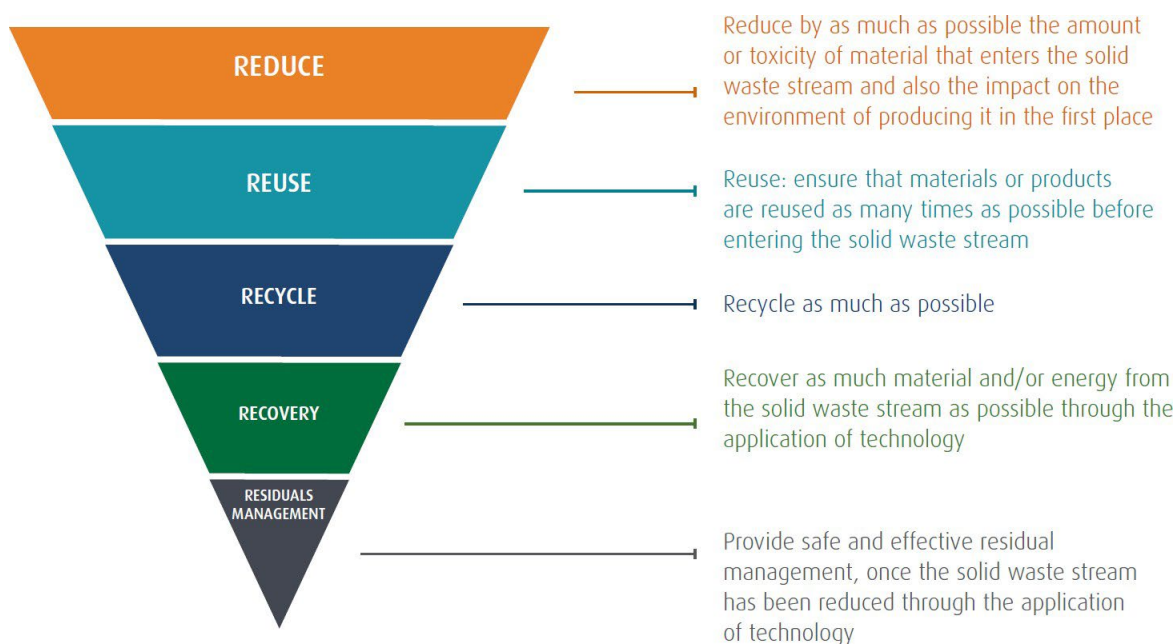 REDUCE
Reduce by as much as possible the amount
or toxicity of material that enters the solid
waste stream and also the impact on the
environment of producing it in the first place
REUSE
Reuse: ensure that materials or products
are reused as many times as possible before
entering the solid waste stream
RECYCLE
Recycle as much as possible
RECOVERY
Recover as much material and/or energy from
the solid waste stream as possible through the
application of technology
RESIDUALS
MANAGEMENT
Provide safe and effective residual
management, once the solid waste stream
has been reduced through the application
of technology